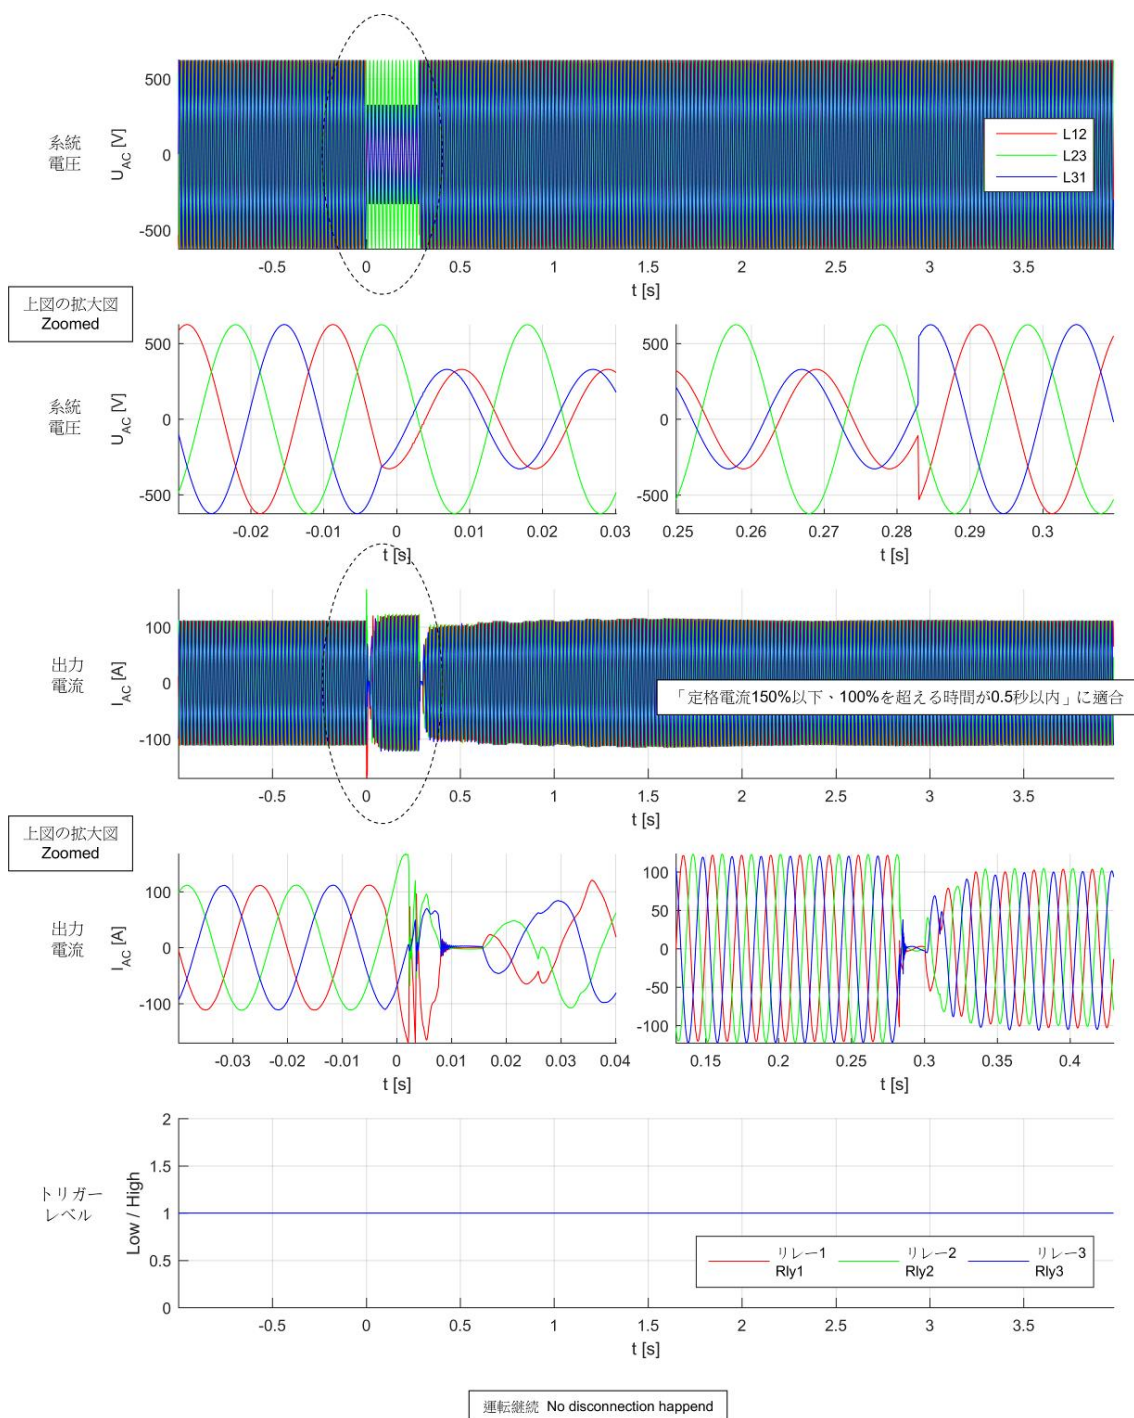 500
0
-500
系統
電圧
U_AC [V]
L12
L23
L31
-0.5 0 0.5 1 1.5 2 2.5 3 3.5
t [s]
上図の拡大図
Zoomed
系統
電圧
U_AC [V]
500
0
-500
-0.02 -0.01 0 0.01 0.02 0.03
t [s]
500
0
-500
0.25 0.26 0.27 0.28 0.29 0.3
t [s]
出力
電流
I_AC [A]
100
0
-100
「定格電流150%以下、100%を超える時間が0.5秒以内」に適合
-0.5 0 0.5 1 1.5 2 2.5 3 3.5
t [s]
上図の拡大図
Zoomed
出力
電流
I_AC [A]
100
0
-100
-0.03 -0.02 -0.01 0 0.01 0.02 0.03 0.04
t [s]
100
50
0
-50
-100
0.15 0.2 0.25 0.3 0.35 0.4
t [s]
トリガー
レベル
Low / High
2
1.5
1
0.5
0
リレー1 リレー2 リレー3
Rly1 Rly2 Rly3
-0.5 0 0.5 1 1.5 2 2.5 3 3.5
t [s]
運転継続 No disconnection happend